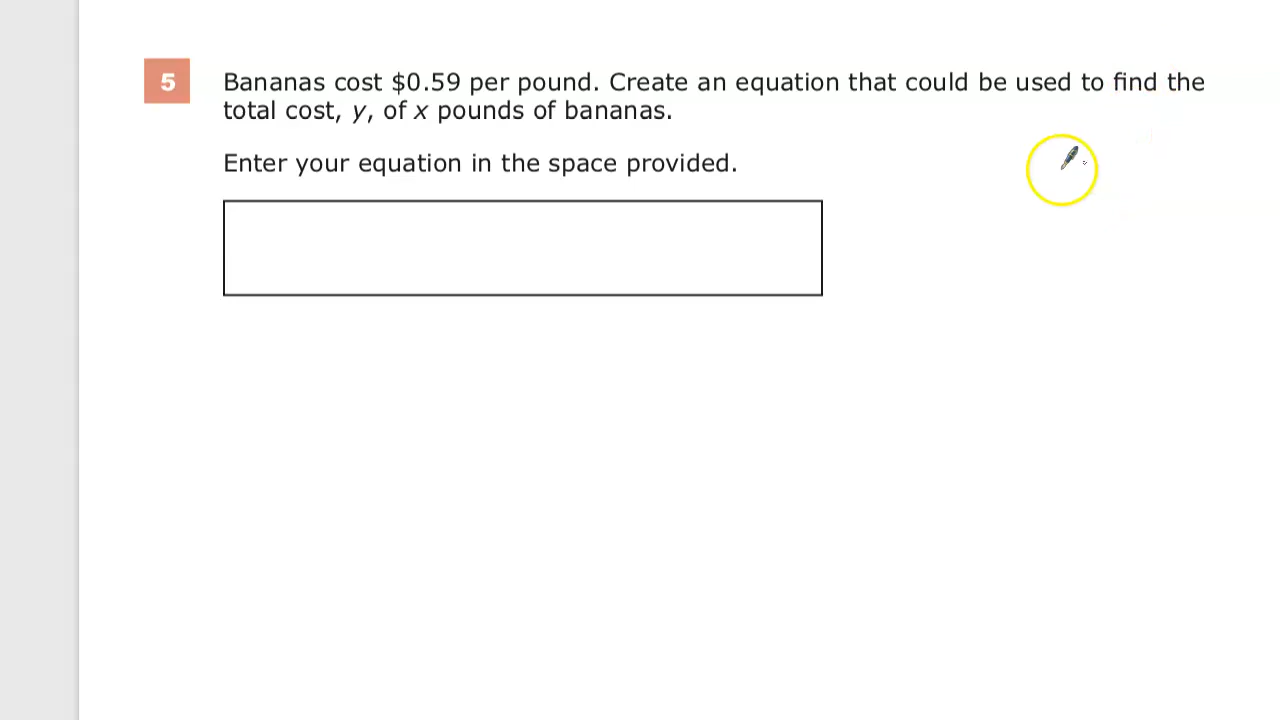 5
Bananas cost $0.59 per pound. Create an equation that could be used to find the
total cost, y, of x pounds of bananas.
Enter your equation in the space provided.